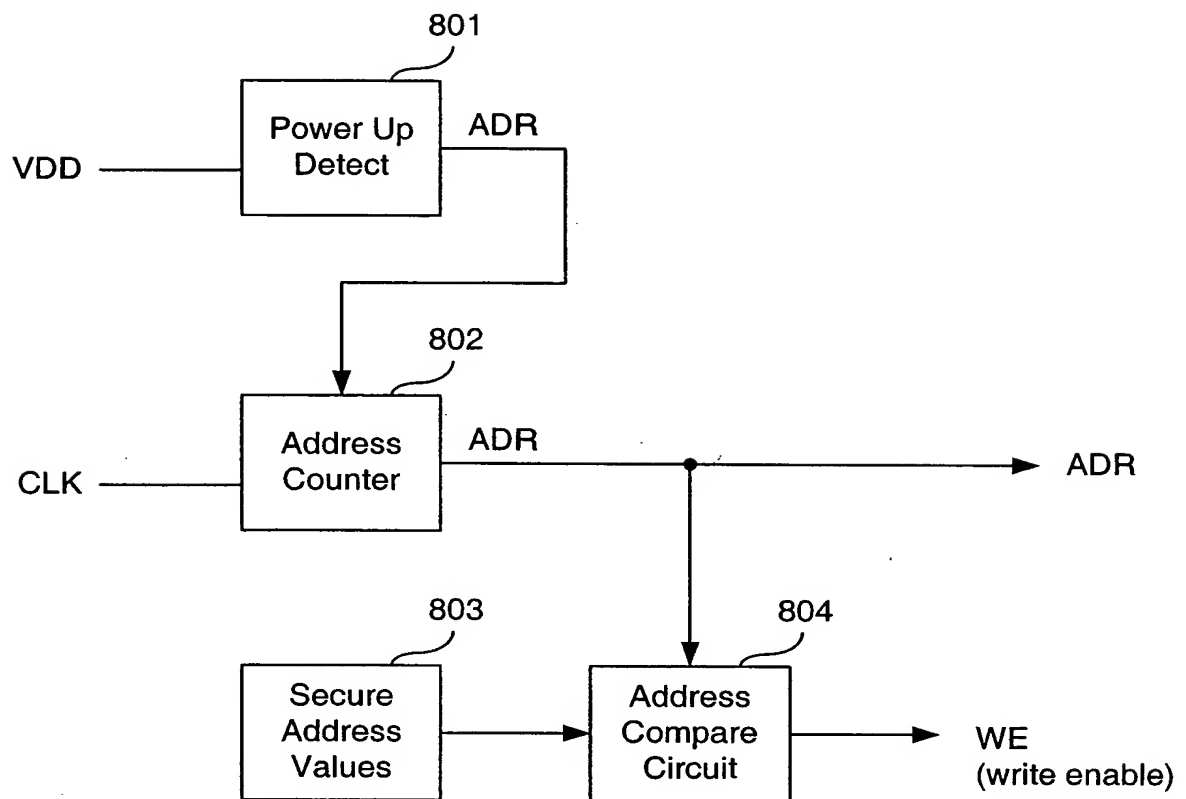 801
Power Up
Detect
ADR
VDD
802
Address
Counter
ADR
CLK
ADR
803
Secure
Address
Values
804
Address
Compare
Circuit
WE
(write enable)